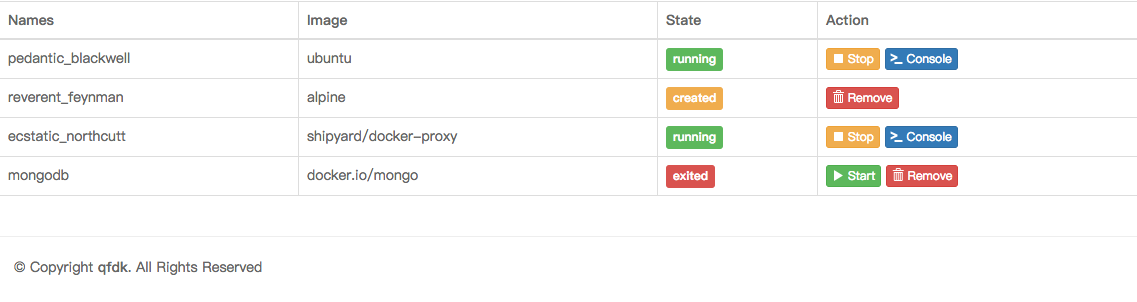 Names Image State Action
pedantic_blackwell ubuntu running Stop Console
reverent_feynman alpine created Remove
ecstatic_northcutt shipyard/docker-proxy running Stop Console
mongodb docker.io/mongo exited Start Remove
© Copyright qfdk. All Rights Reserved